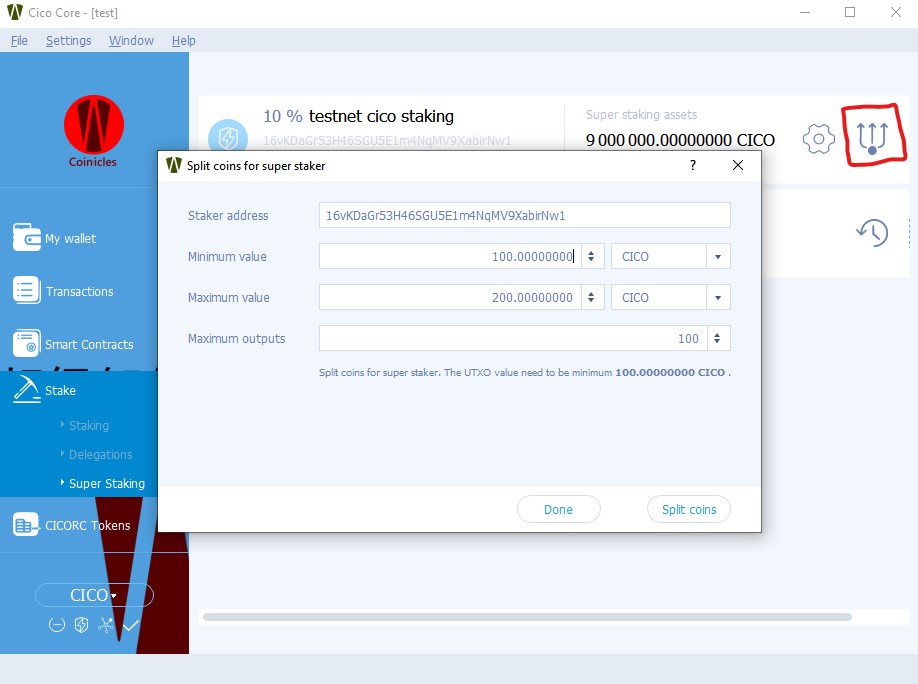 Cico Core - [test]
File Settings Window Help
Coinicles
My wallet
Transactions
Smart Contracts
Stake
Staking
Delegations
Super Staking
CICORC Tokens
CICO
10 % testnet cico staking
16vKDaGr53H46SGU5E1m4NqMV9XabirNw1
Super staking assets
9 000 000.00000000 CICO
Split coins for super staker
?
Staker address 16vKDaGr53H46SGU5E1m4NqMV9XabirNw1
Minimum value 100.00000000 CICO
Maximum value 200.00000000 CICO
Maximum outputs 100
Split coins for super staker. The UTXO value need to be minimum 100.00000000 CICO .
Done Split coins